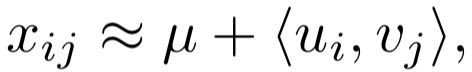 x_{ij} ≈ μ + ⟨u_i, v_j⟩,